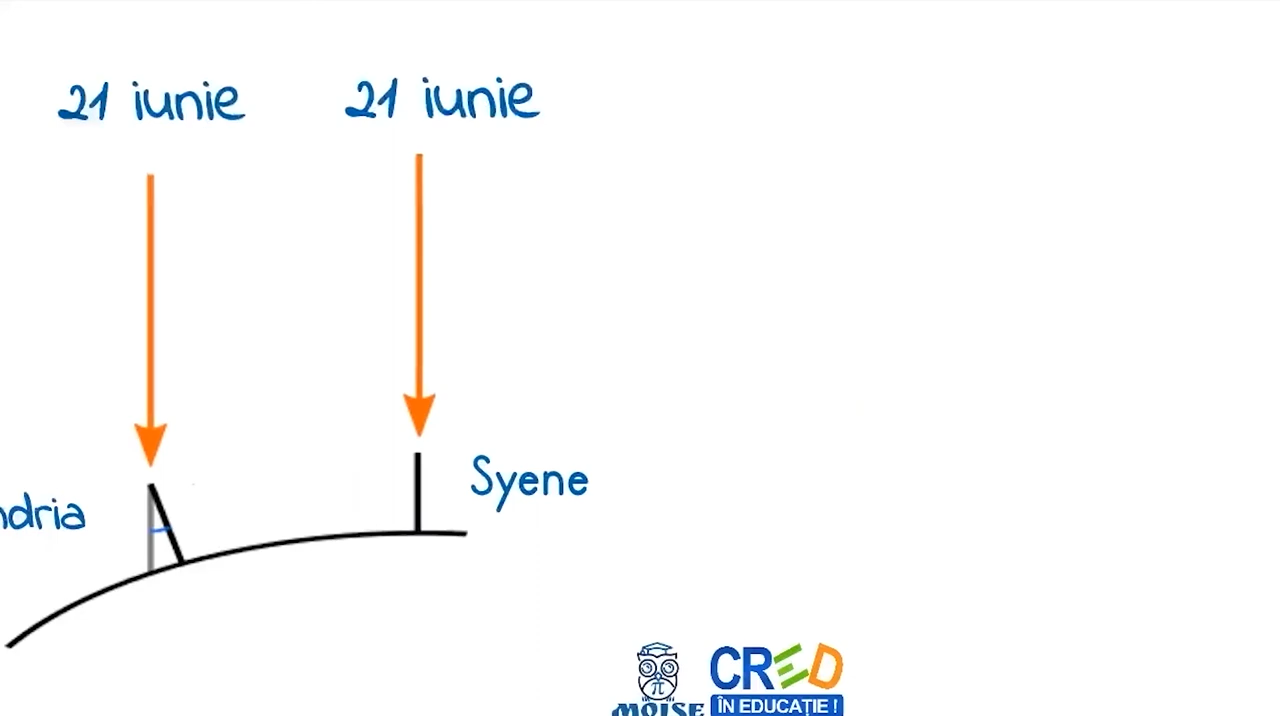 21 iunie
21 iunie
ndria
Syene
π
MOISE
CRED
ÎN EDUCAȚIE !